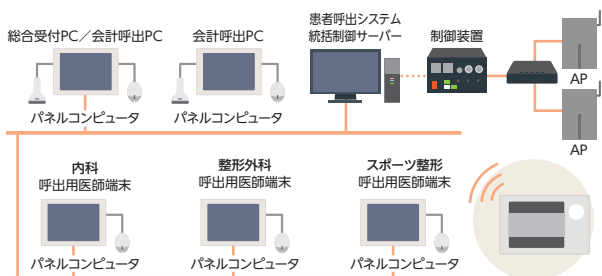 総合受付PC／会計呼出PC
会計呼出PC
患者呼出システム
統括制御サーバー
制御装置
パネルコンピュータ
パネルコンピュータ
AP
AP
内科
呼出用医師端末
整形外科
呼出用医師端末
スポーツ整形
呼出用医師端末
パネルコンピュータ
パネルコンピュータ
パネルコンピュータ